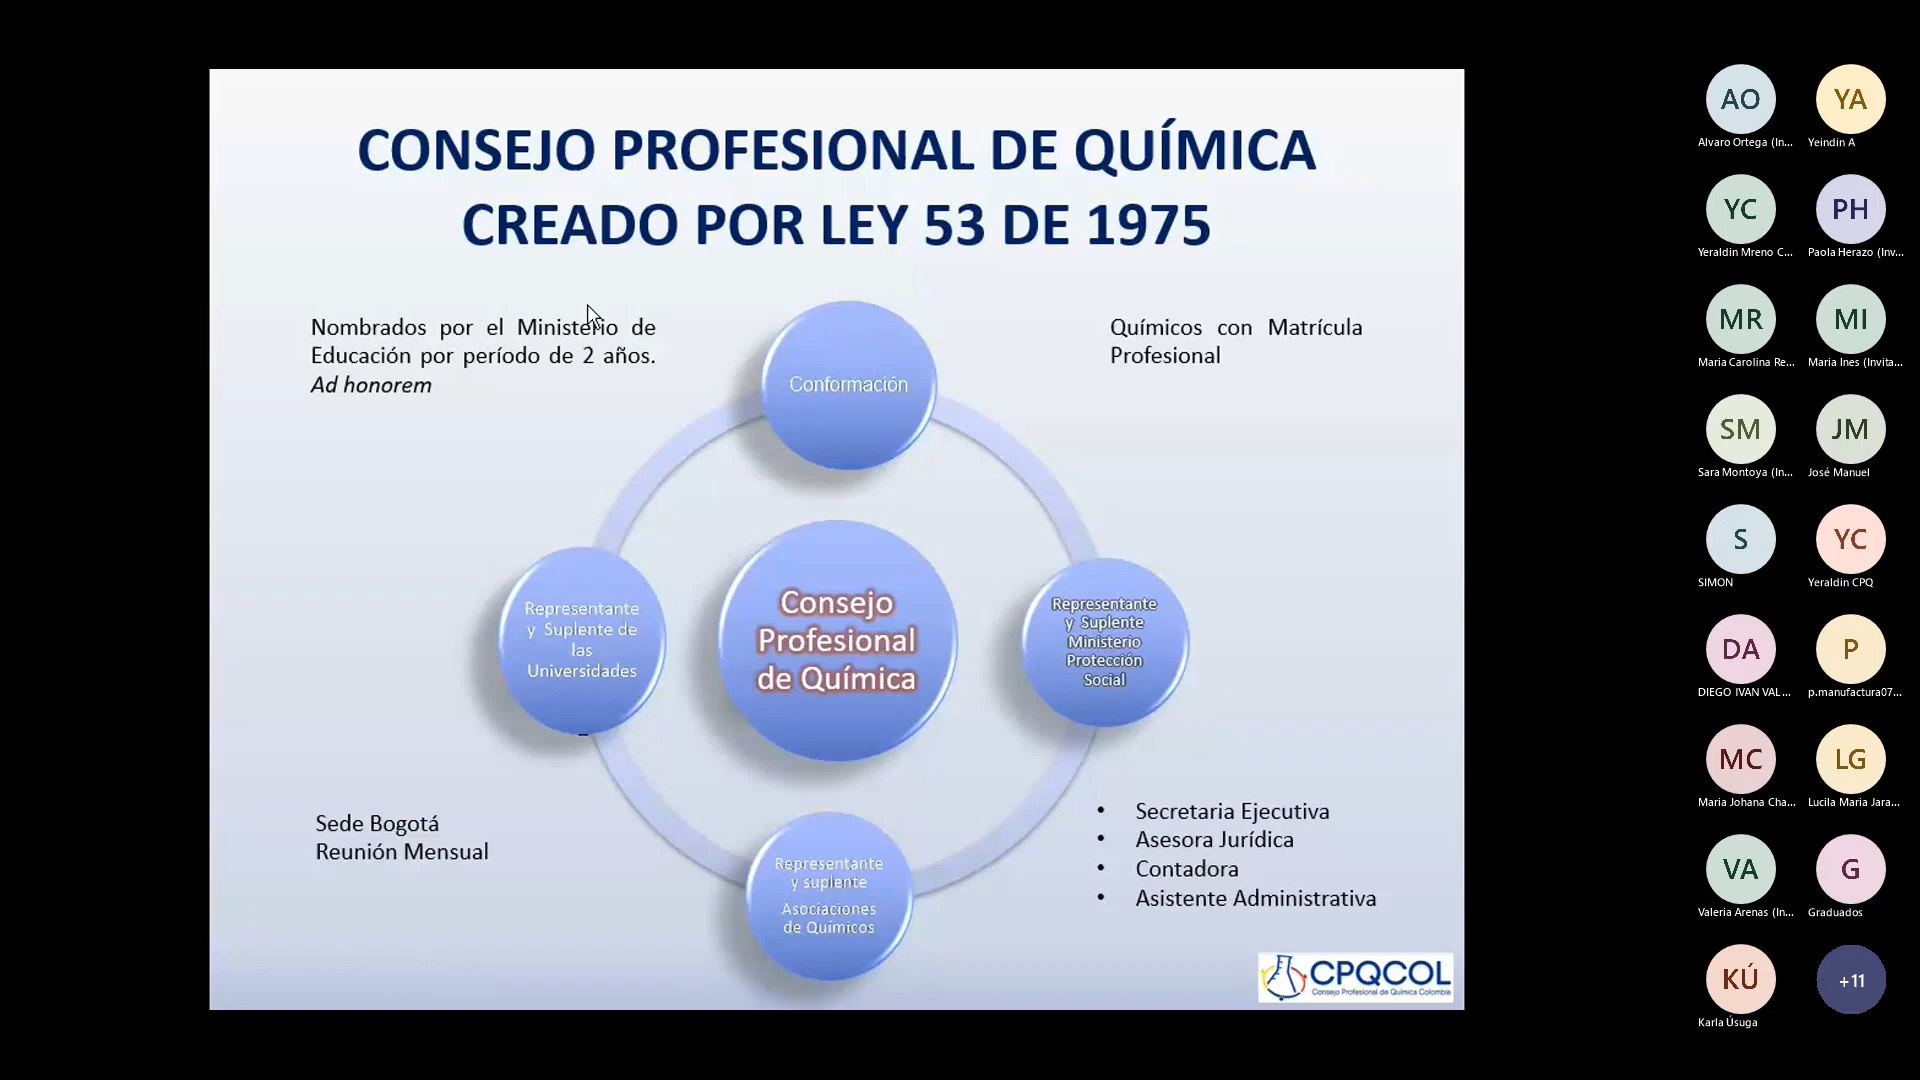 CONSEJO PROFESIONAL DE QUÍMICA
CREADO POR LEY 53 DE 1975
Nombrados por el Ministerio de
Educación por período de 2 años.
Ad honorem
Químicos con Matrícula
Profesional
Conformación
Representante
y Suplente de
las
Universidades
Consejo
Profesional
de Química
Representante
y Suplente
Ministerio
Protección
Social
Representante
y suplente
Asociaciones
de Químicos
Sede Bogotá
Reunión Mensual
• Secretaria Ejecutiva
• Asesora Jurídica
• Contadora
• Asistente Administrativa
CPQCOL
Consejo Profesional de Química Colombia
AO
Alvaro Ortega (In...
YA
Yeindin A
YC
Yeraldin Mreno C...
PH
Paola Herazo (Inv...
MR
Maria Carolina Re...
MI
Maria Ines (Invita...
SM
Sara Montoya (In...
JM
José Manuel
S
SIMON
YC
Yeraldin CPQ
DA
DIEGO IVAN VAL...
P
p.manufactura07...
MC
Maria Johana Cha...
LG
Lucila Maria Jara...
VA
Valeria Arenas (In...
G
Graduados
KÚ
Karla Úsuga
+11